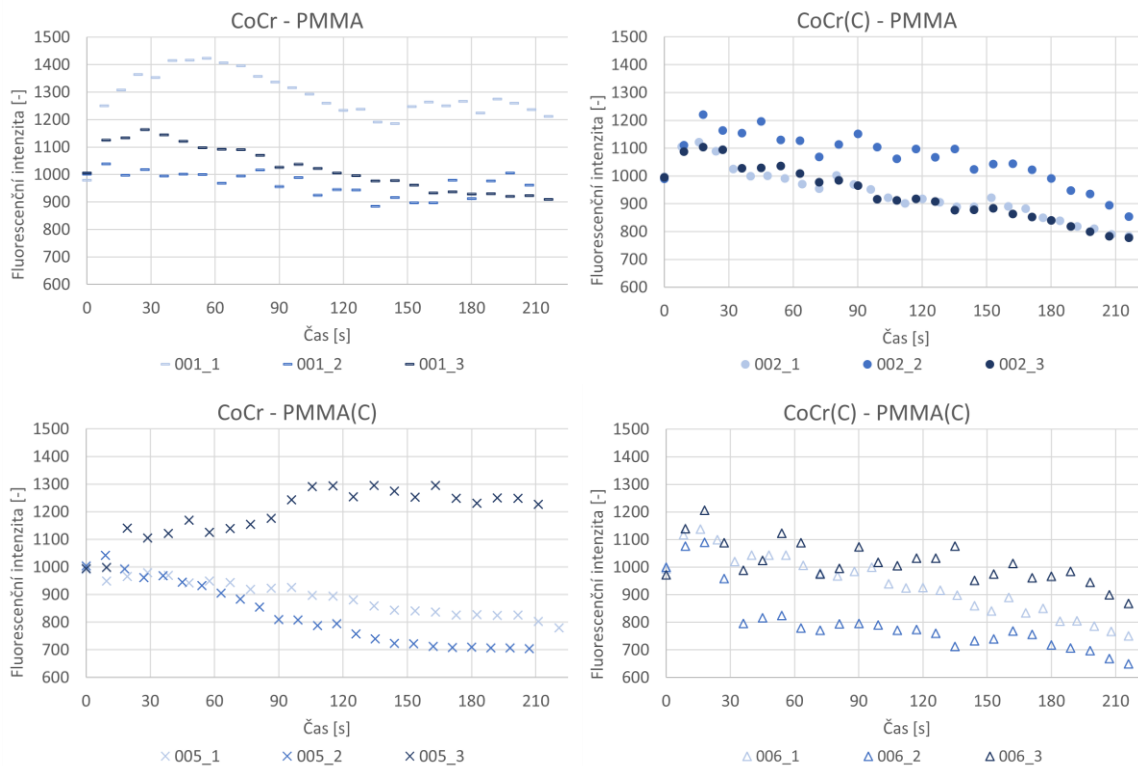 CoCr - PMMA
Fluorescenční intenzita [-]
1500
1400
1300
1200
1100
1000
900
800
700
600
0 30 60 90 120 150 180 210
Čas [s]
001_1 001_2 001_3
CoCr(C) - PMMA
Fluorescenční intenzita [-]
1500
1400
1300
1200
1100
1000
900
800
700
600
0 30 60 90 120 150 180 210
Čas [s]
002_1 002_2 002_3
CoCr - PMMA(C)
Fluorescenční intenzita [-]
1500
1400
1300
1200
1100
1000
900
800
700
600
0 30 60 90 120 150 180 210
Čas [s]
005_1 005_2 005_3
CoCr(C) - PMMA(C)
Fluorescenční intenzita [-]
1500
1400
1300
1200
1100
1000
900
800
700
600
0 30 60 90 120 150 180 210
Čas [s]
006_1 006_2 006_3